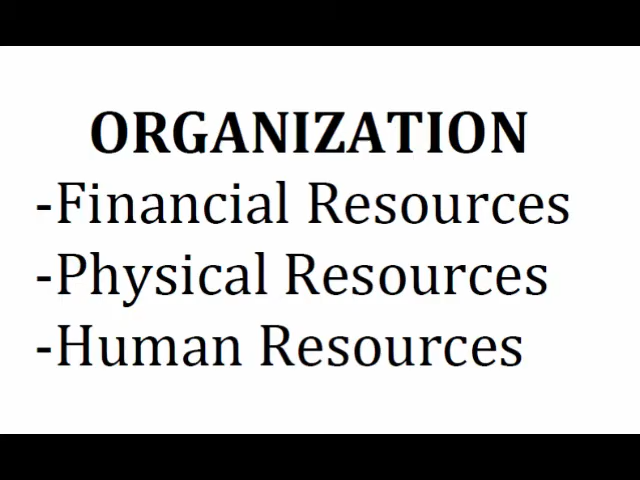 ORGANIZATION
-Financial Resources
-Physical Resources
-Human Resources